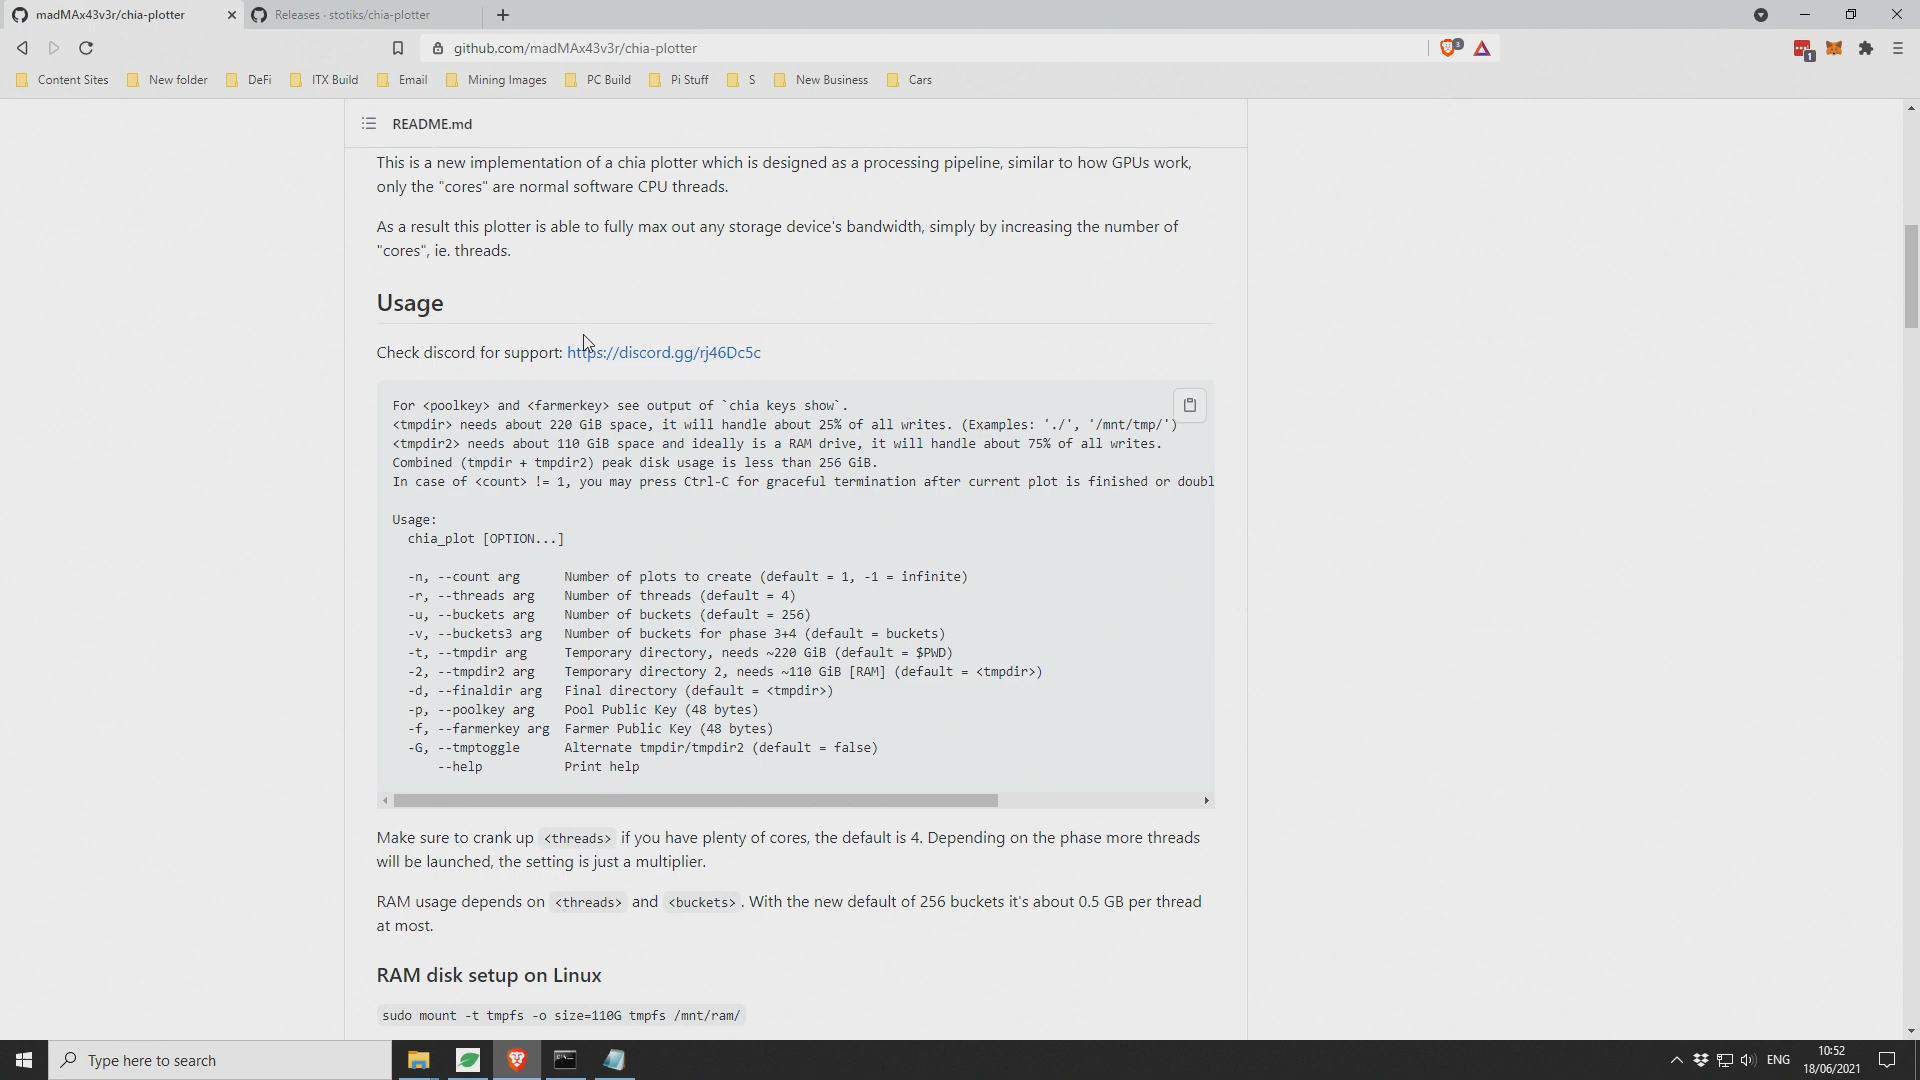 madMAx43v3r/chia-plotter
Releases · stotiks/chia-plotter
github.com/madMAx43v3r/chia-plotter
3
1
Content Sites
New folder
DeFi
ITX Build
Email
Mining Images
PC Build
Pi Stuff
S
New Business
Cars
README.md
This is a new implementation of a chia plotter which is designed as a processing pipeline, similar to how GPUs work,
only the "cores" are normal software CPU threads.
As a result this plotter is able to fully max out any storage device's bandwidth, simply by increasing the number of
"cores", ie. threads.
Usage
Check discord for support: https://discord.gg/rj46Dc5c
For <poolkey> and <farmerkey> see output of `chia keys show`.
<tmpdir> needs about 220 GiB space, it will handle about 25% of all writes. (Examples: './', '/mnt/tmp/')
<tmpdir2> needs about 110 GiB space and ideally is a RAM drive, it will handle about 75% of all writes.
Combined (tmpdir + tmpdir2) peak disk usage is less than 256 GiB.
In case of <count> != 1, you may press Ctrl-C for graceful termination after current plot is finished or doubl
Usage:
chia_plot [OPTION...]
-n, --count arg Number of plots to create (default = 1, -1 = infinite)
-r, --threads arg Number of threads (default = 4)
-u, --buckets arg Number of buckets (default = 256)
-v, --buckets3 arg Number of buckets for phase 3+4 (default = buckets)
-t, --tmpdir arg Temporary directory, needs ~220 GiB (default = $PWD)
-2, --tmpdir2 arg Temporary directory 2, needs ~110 GiB [RAM] (default = <tmpdir>)
-d, --finaldir arg Final directory (default = <tmpdir>)
-p, --poolkey arg Pool Public Key (48 bytes)
-f, --farmerkey arg Farmer Public Key (48 bytes)
-G, --tmptoggle Alternate tmpdir/tmpdir2 (default = false)
--help Print help
Make sure to crank up <threads> if you have plenty of cores, the default is 4. Depending on the phase more threads
will be launched, the setting is just a multiplier.
RAM usage depends on <threads> and <buckets> . With the new default of 256 buckets it's about 0.5 GB per thread
at most.
RAM disk setup on Linux
sudo mount -t tmpfs -o size=110G tmpfs /mnt/ram/
Type here to search
ENG
10:52
18/06/2021